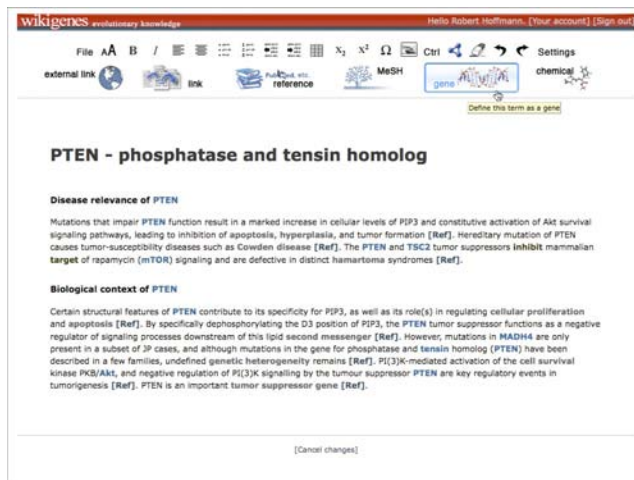 wikigenes evolutionary knowledge Hello Robert Hoffmann. [Your account] [Sign out]
File AA B I X₂ X² Ω Ctrl Settings
external link link PubMed, etc. reference MeSH gene chemical
Define this term as a gene
PTEN - phosphatase and tensin homolog
Disease relevance of PTEN
Mutations that impair PTEN function result in a marked increase in cellular levels of PIP3 and constitutive activation of Akt survival
signaling pathways, leading to inhibition of apoptosis, hyperplasia, and tumor formation [Ref]. Hereditary mutation of PTEN
causes tumor-susceptibility diseases such as Cowden disease [Ref]. The PTEN and TSC2 tumor suppressors inhibit mammalian
target of rapamycin (mTOR) signaling and are defective in distinct hamartoma syndromes [Ref].
Biological context of PTEN
Certain structural features of PTEN contribute to its specificity for PIP3, as well as its role(s) in regulating cellular proliferation
and apoptosis [Ref]. By specifically dephosphorylating the D3 position of PIP3, the PTEN tumor suppressor functions as a negative
regulator of signaling processes downstream of this lipid second messenger [Ref]. However, mutations in MADH4 are only
present in a subset of JP cases, and although mutations in the gene for phosphatase and tensin homolog (PTEN) have been
described in a few families, undefined genetic heterogeneity remains [Ref]. PI(3)K-mediated activation of the cell survival
kinase PKB/Akt, and negative regulation of PI(3)K signalling by the tumour suppressor PTEN are key regulatory events in
tumorigenesis [Ref]. PTEN is an important tumor suppressor gene [Ref].
[Cancel changes]